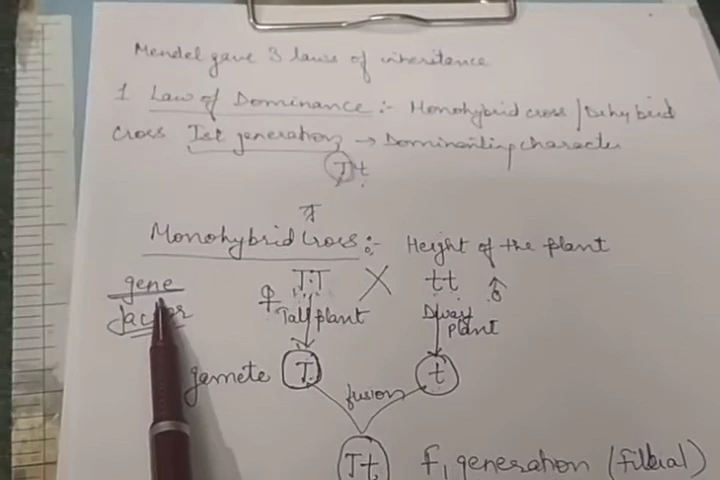 Mendel gave 3 laws of inheritance
1 Law of Dominance :- Monohybrid cross / Dihybrid
cross Ist generation → Dominanting character
Tt
Monohybrid Cross :- Height of the plant
gene ♀ TT X tt ♂
factor Tall plant Dwarf plant
gamete T t
fusion
Tt F1 generation (filial)